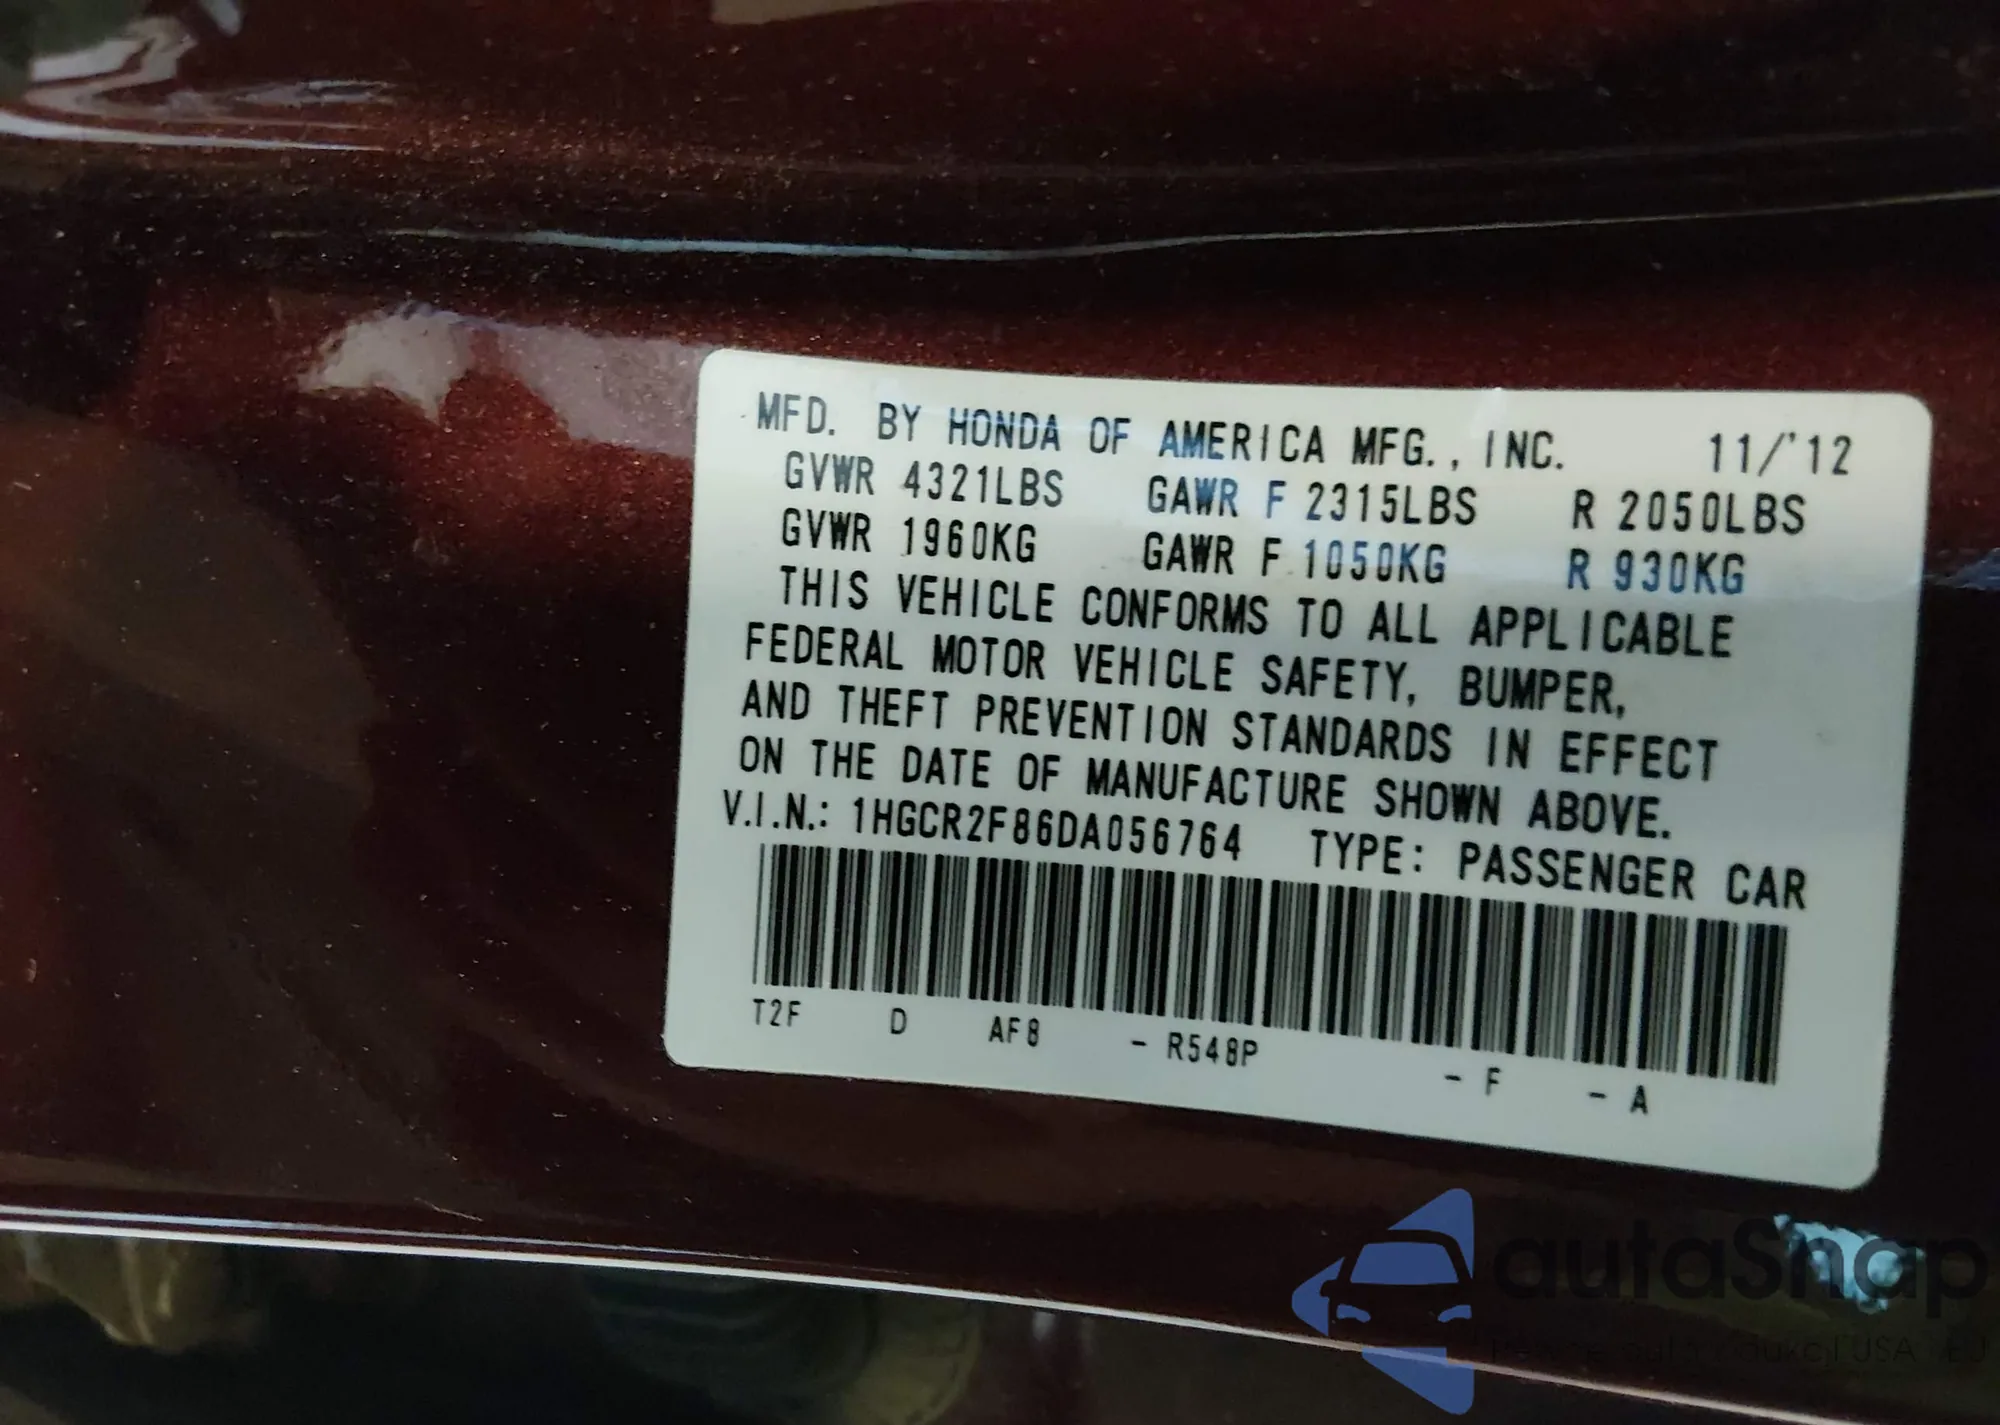 MFD. BY HONDA OF AMERICA MFG., INC. 11/'12
GVWR 4321LBS GAWR F 2315LBS R 2050LBS
GVWR 1960KG GAWR F 1050KG R 930KG
THIS VEHICLE CONFORMS TO ALL APPLICABLE
FEDERAL MOTOR VEHICLE SAFETY, BUMPER,
AND THEFT PREVENTION STANDARDS IN EFFECT
ON THE DATE OF MANUFACTURE SHOWN ABOVE.
V.I.N.: 1HGCR2F86DA056764 TYPE: PASSENGER CAR
T2F D AF8 - R548P - F - A
autaSnap
USA